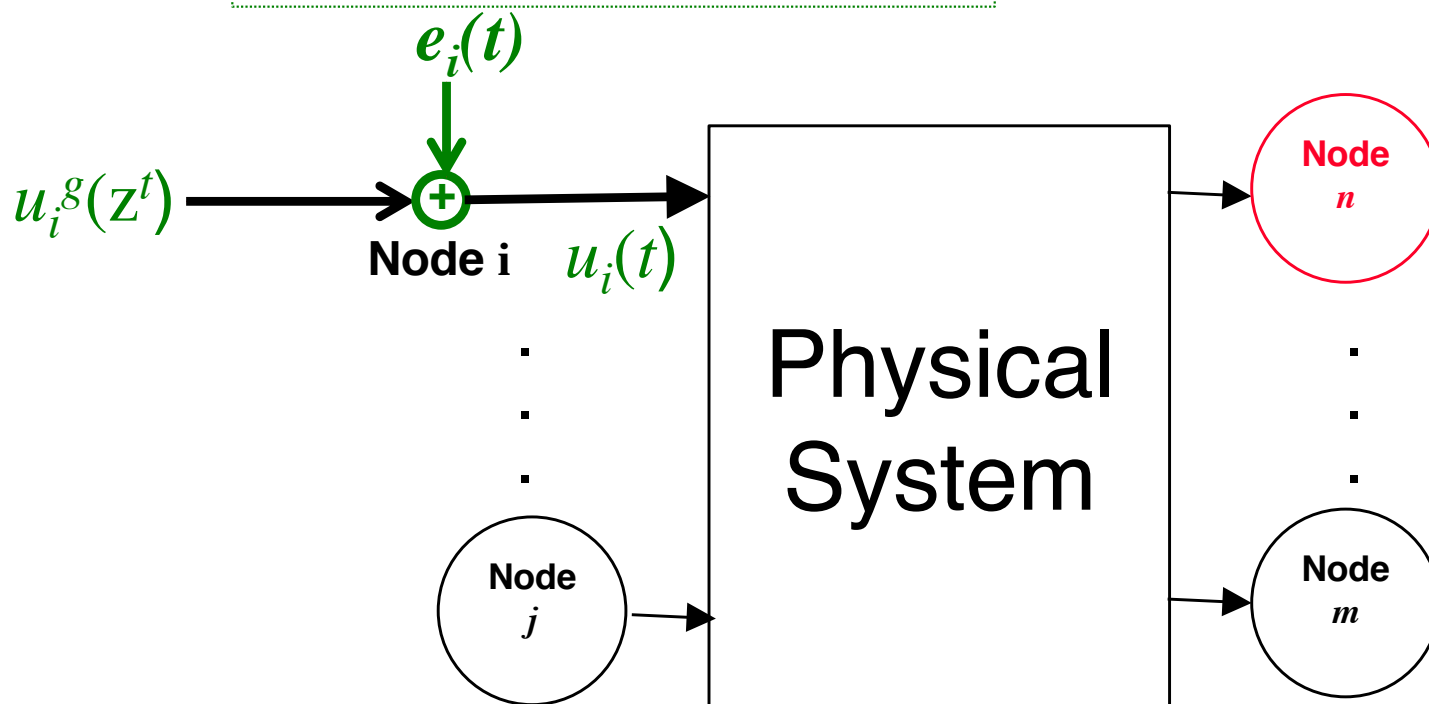 e_i(t)
u_i^g(z^t)
+
Node i
u_i(t)
Physical
System
Node
n
Node
j
Node
m